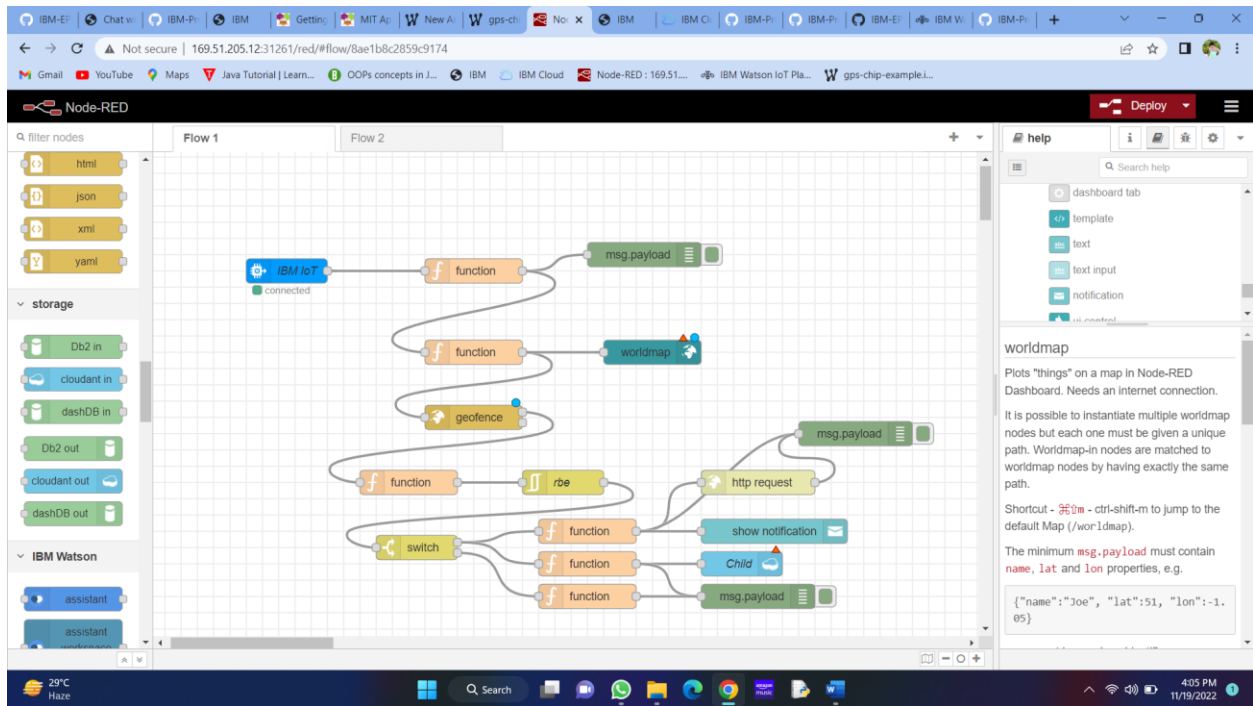 IBM-EP
Chat w
IBM-Pr
IBM
Getting
MIT Ap
New A
gps-ch
No
IBM
IBM Cl
IBM-Pr
IBM-Pr
IBM-EP
IBM W
IBM-Pr
Not secure | 169.51.205.12:31261/red/#flow/8ae1b8c2859c9174
Gmail
YouTube
Maps
Java Tutorial | Learn...
OOPs concepts in J...
IBM
IBM Cloud
Node-RED : 169.51....
IBM Watson IoT Pla...
gps-chip-example.i...
Node-RED
Deploy
filter nodes
Flow 1
Flow 2
help
i
Search help
html
json
xml
yaml
storage
Db2 in
cloudant in
dashDB in
Db2 out
cloudant out
dashDB out
IBM Watson
assistant
assistant
IBM IoT
connected
function
msg.payload
function
worldmap
geofence
msg.payload
function
rbe
http request
switch
function
show notification
function
Child
function
msg.payload
dashboard tab
</> template
abc text
abc text input
notification
ui control
worldmap
Plots "things" on a map in Node-RED
Dashboard. Needs an internet connection.
It is possible to instantiate multiple worldmap
nodes but each one must be given a unique
path. Worldmap-in nodes are matched to
worldmap nodes by having exactly the same
path.
Shortcut - ⌘⇧m - ctrl-shift-m to jump to the
default Map (/worldmap).
The minimum msg.payload must contain
name, lat and lon properties, e.g.
{"name":"Joe", "lat":51, "lon":-1.
05}
29°C
Haze
Search
4:05 PM
11/19/2022
1